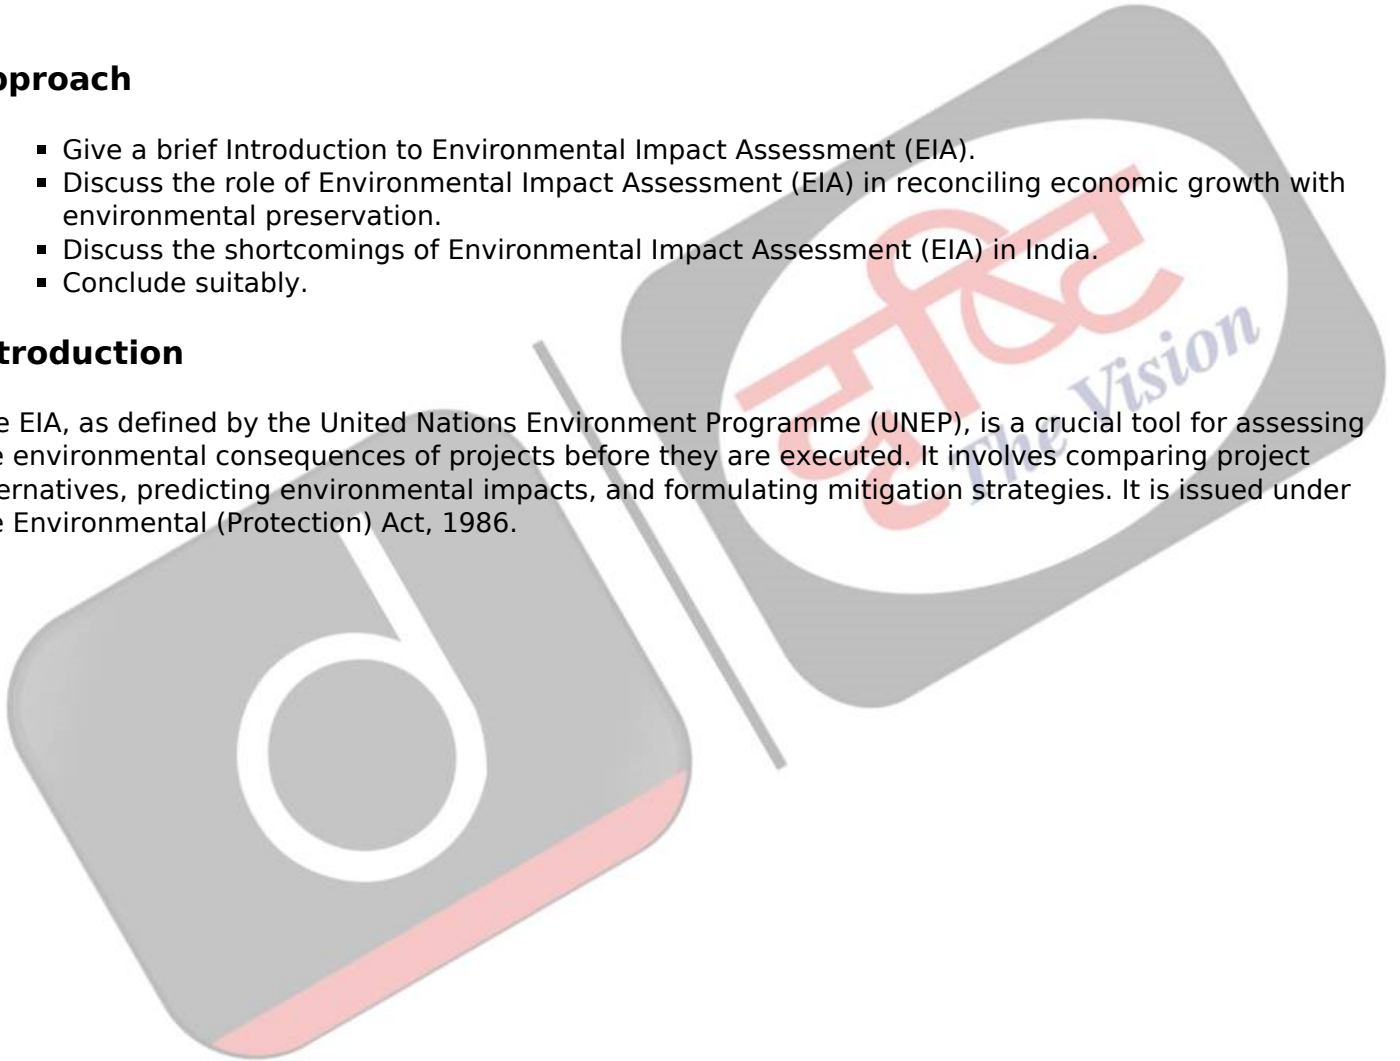 pproach
Give a brief Introduction to Environmental Impact Assessment (EIA).
Discuss the role of Environmental Impact Assessment (EIA) in reconciling economic growth with
environmental preservation.
Discuss the shortcomings of Environmental Impact Assessment (EIA) in India.
Conclude suitably.
troduction
e EIA, as defined by the United Nations Environment Programme (UNEP), is a crucial tool for assessing
e environmental consequences of projects before they are executed. It involves comparing project
ernatives, predicting environmental impacts, and formulating mitigation strategies. It is issued under
e Environmental (Protection) Act, 1986.
दृष्टि
The Vision